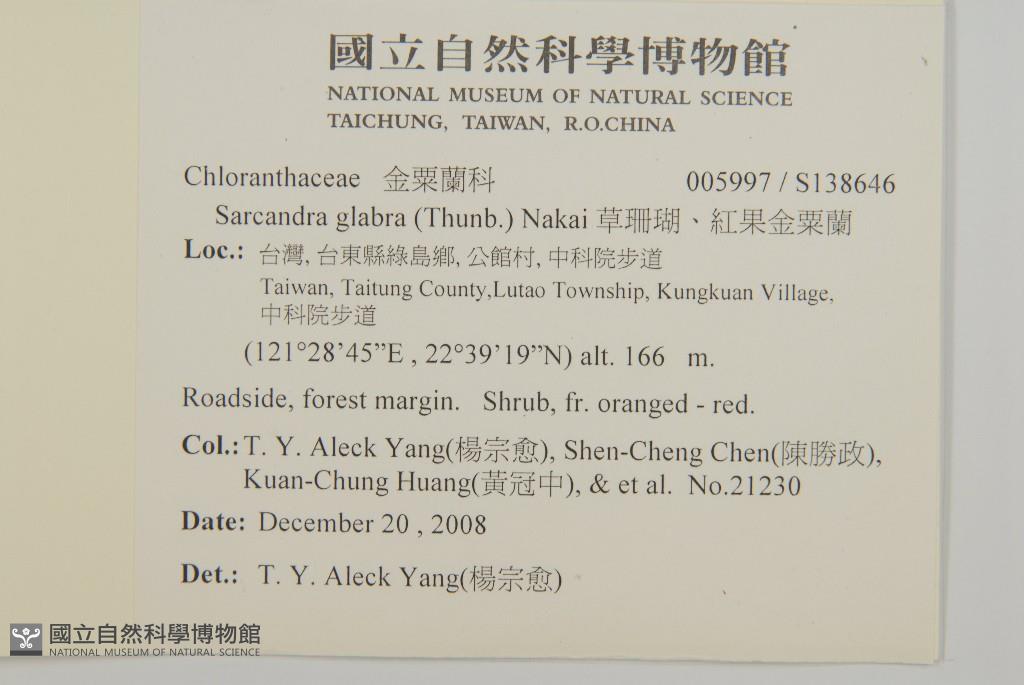 國立自然科學博物館
NATIONAL MUSEUM OF NATURAL SCIENCE
TAICHUNG, TAIWAN, R.O.CHINA
Chloranthaceae 金粟蘭科 005997 / S138646
Sarcandra glabra (Thunb.) Nakai 草珊瑚、紅果金粟蘭
Loc.: 台灣, 台東縣綠島鄉, 公館村, 中科院步道
Taiwan, Taitung County,Lutao Township, Kungkuan Village,
中科院步道
(121°28’45”E , 22°39’19”N) alt. 166 m.
Roadside, forest margin. Shrub, fr. oranged - red.
Col.: T. Y. Aleck Yang(楊宗愈), Shen-Cheng Chen(陳勝政),
Kuan-Chung Huang(黃冠中), & et al. No.21230
Date: December 20 , 2008
Det.: T. Y. Aleck Yang(楊宗愈)
國立自然科學博物館
NATIONAL MUSEUM OF NATURAL SCIENCE